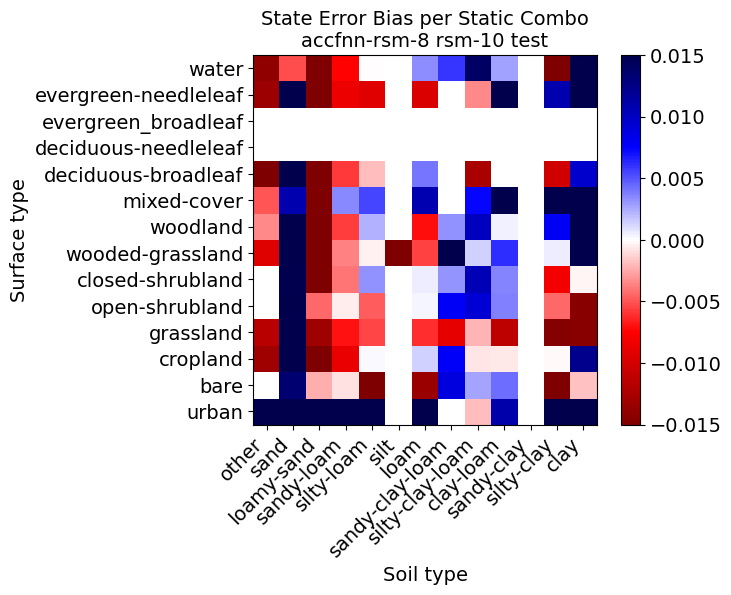 State Error Bias per Static Combo
accfnn-rsm-8 rsm-10 test
Surface type
water
evergreen-needleleaf
evergreen_broadleaf
deciduous-needleleaf
deciduous-broadleaf
mixed-cover
woodland
wooded-grassland
closed-shrubland
open-shrubland
grassland
cropland
bare
urban
other
sand
loamy-sand
sandy-loam
silty-loam
silt
loam
sandy-clay-loam
silty-clay-loam
clay-loam
sandy-clay
silty-clay
clay
Soil type
0.015
0.010
0.005
0.000
−0.005
−0.010
−0.015